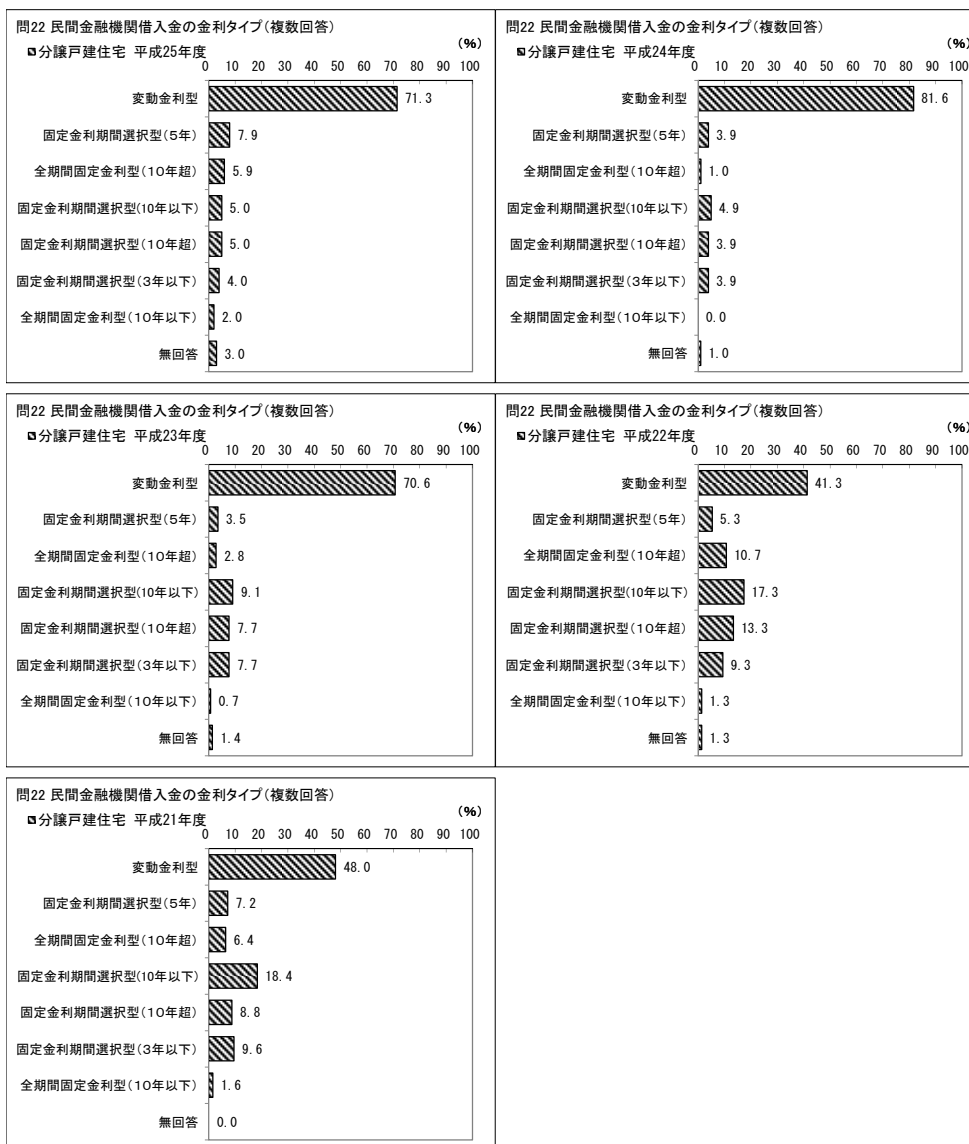 問22 民間金融機関借入金の金利タイプ(複数回答)
分譲戸建住宅 平成25年度
(%)
0 10 20 30 40 50 60 70 80 90 100
変動金利型 71.3
固定金利期間選択型(5年) 7.9
全期間固定金利型(10年超) 5.9
固定金利期間選択型(10年以下) 5.0
固定金利期間選択型(10年超) 5.0
固定金利期間選択型(3年以下) 4.0
全期間固定金利型(10年以下) 2.0
無回答 3.0
問22 民間金融機関借入金の金利タイプ(複数回答)
分譲戸建住宅 平成24年度
(%)
0 10 20 30 40 50 60 70 80 90 100
変動金利型 81.6
固定金利期間選択型(5年) 3.9
全期間固定金利型(10年超) 1.0
固定金利期間選択型(10年以下) 4.9
固定金利期間選択型(10年超) 3.9
固定金利期間選択型(3年以下) 3.9
全期間固定金利型(10年以下) 0.0
無回答 1.0
問22 民間金融機関借入金の金利タイプ(複数回答)
分譲戸建住宅 平成23年度
(%)
0 10 20 30 40 50 60 70 80 90 100
変動金利型 70.6
固定金利期間選択型(5年) 3.5
全期間固定金利型(10年超) 2.8
固定金利期間選択型(10年以下) 9.1
固定金利期間選択型(10年超) 7.7
固定金利期間選択型(3年以下) 7.7
全期間固定金利型(10年以下) 0.7
無回答 1.4
問22 民間金融機関借入金の金利タイプ(複数回答)
分譲戸建住宅 平成22年度
(%)
0 10 20 30 40 50 60 70 80 90 100
変動金利型 41.3
固定金利期間選択型(5年) 5.3
全期間固定金利型(10年超) 10.7
固定金利期間選択型(10年以下) 17.3
固定金利期間選択型(10年超) 13.3
固定金利期間選択型(3年以下) 9.3
全期間固定金利型(10年以下) 1.3
無回答 1.3
問22 民間金融機関借入金の金利タイプ(複数回答)
分譲戸建住宅 平成21年度
(%)
0 10 20 30 40 50 60 70 80 90 100
変動金利型 48.0
固定金利期間選択型(5年) 7.2
全期間固定金利型(10年超) 6.4
固定金利期間選択型(10年以下) 18.4
固定金利期間選択型(10年超) 8.8
固定金利期間選択型(3年以下) 9.6
全期間固定金利型(10年以下) 1.6
無回答 0.0